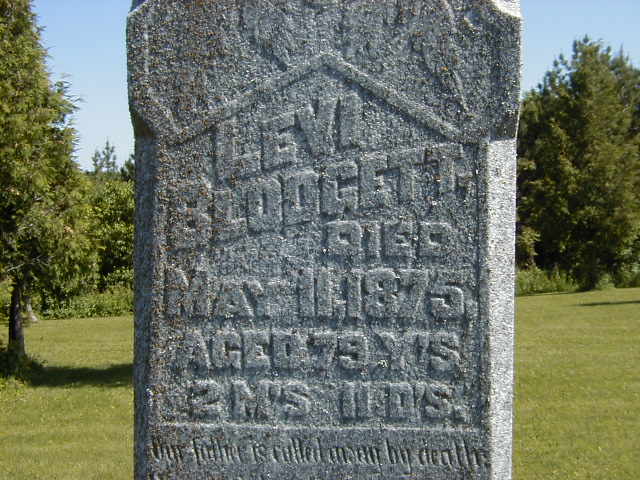 LEVI
BLODGETT
DIED
MAY 11, 1875
AGED 79 Y'S
2 M'S 11 D'S.
Our father is called away by death